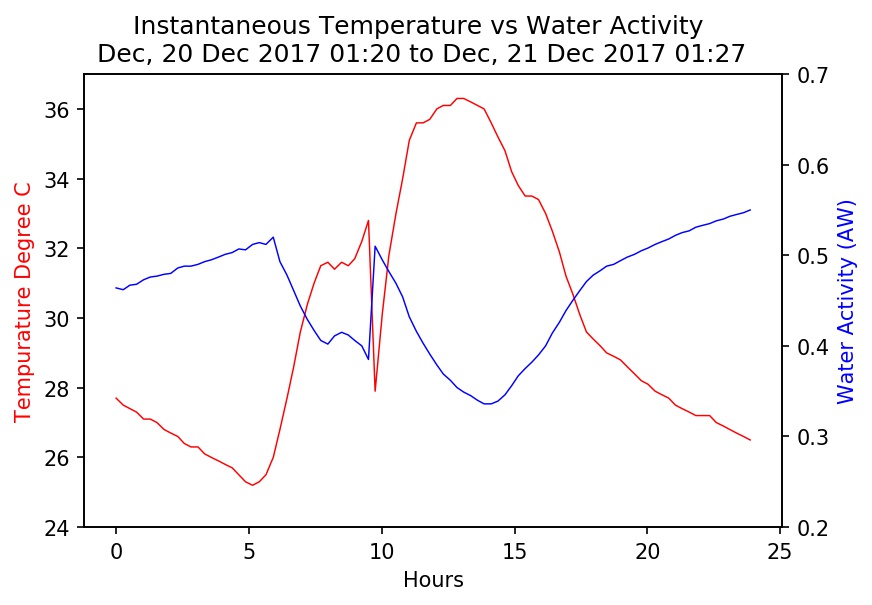 Instantaneous Temperature vs Water Activity
Dec, 20 Dec 2017 01:20 to Dec, 21 Dec 2017 01:27
Tempurature Degree C
36
34
32
30
28
26
24
0.7
0.6
0.5
0.4
0.3
0.2
Water Activity (AW)
0 5 10 15 20 25
Hours